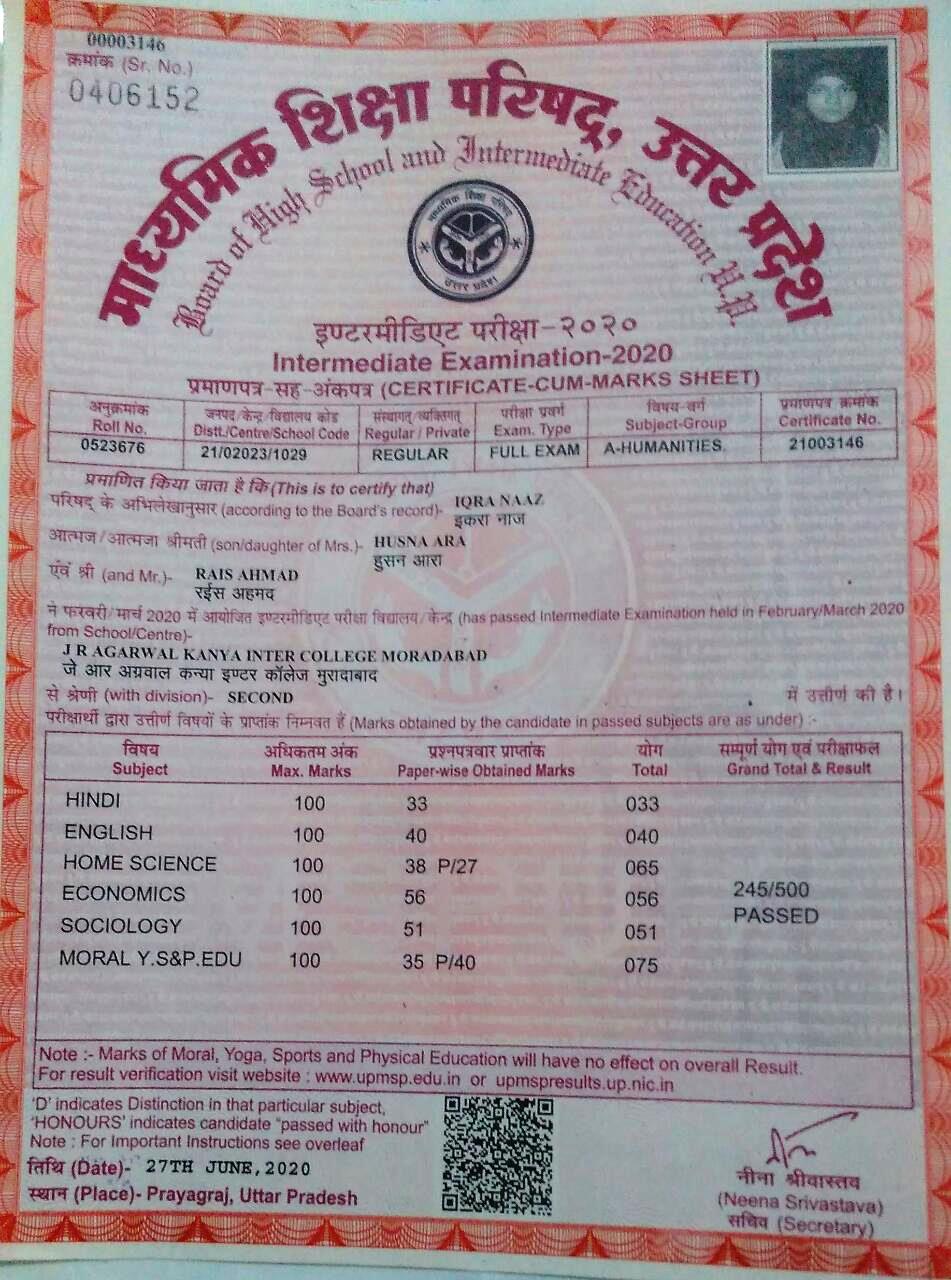 00003146
क्रमांक (Sr. No.)
0406152
माध्यमिक शिक्षा परिषद्, उत्तर प्रदेश
Board of High School and Intermediate Education U.P.
माध्यमिक शिक्षा परिषद्
उत्तर प्रदेश
इण्टरमीडिएट परीक्षा-२०२०
Intermediate Examination-2020
प्रमाणपत्र-सह-अंकपत्र (CERTIFICATE-CUM-MARKS SHEET)
अनुक्रमांक जनपद/केन्द्र/विद्यालय कोड संस्थागत/व्यक्तिगत् परीक्षा प्रवर्ग विषय-वर्ग प्रमाणपत्र क्रमांक
Roll No. Distt./Centre/School Code Regular / Private Exam. Type Subject-Group Certificate No.
0523676 21/02023/1029 REGULAR FULL EXAM A-HUMANITIES. 21003146
प्रमाणित किया जाता है कि (This is to certify that)
परिषद् के अभिलेखानुसार (according to the Board's record)- IQRA NAAZ
इकरा नाज
आत्मज/आत्मजा श्रीमती (son/daughter of Mrs.)- HUSNA ARA
हुसन आरा
एंव श्री (and Mr.)- RAIS AHMAD
रईस अहमद
ने फरवरी/मार्च 2020 में आयोजित इण्टरमीडिएट परीक्षा विद्यालय/केन्द्र (has passed Intermediate Examination held in February/March 2020
from School/Centre)-
J R AGARWAL KANYA INTER COLLEGE MORADABAD
जे आर अग्रवाल कन्या इण्टर कॉलेज मुरादाबाद
से श्रेणी (with division)- SECOND में उत्तीर्ण की है।
परीक्षार्थी द्वारा उत्तीर्ण विषयों के प्राप्तांक निम्नवत हैं (Marks obtained by the candidate in passed subjects are as under) :-
विषय अधिकतम अंक प्रश्नपत्रवार प्राप्तांक योग सम्पूर्ण योग एवं परीक्षाफल
Subject Max. Marks Paper-wise Obtained Marks Total Grand Total & Result
HINDI 100 33 033
ENGLISH 100 40 040
HOME SCIENCE 100 38 P/27 065
ECONOMICS 100 56 056 245/500
SOCIOLOGY 100 51 051 PASSED
MORAL Y.S&P.EDU 100 35 P/40 075
Note :- Marks of Moral, Yoga, Sports and Physical Education will have no effect on overall Result.
For result verification visit website : www.upmsp.edu.in or upmspresults.up.nic.in
'D' indicates Distinction in that particular subject,
'HONOURS' indicates candidate "passed with honour"
Note : For Important Instructions see overleaf
तिथि (Date)- 27TH JUNE, 2020
स्थान (Place)- Prayagraj, Uttar Pradesh
नीना श्रीवास्तव
(Neena Srivastava)
सचिव (Secretary)